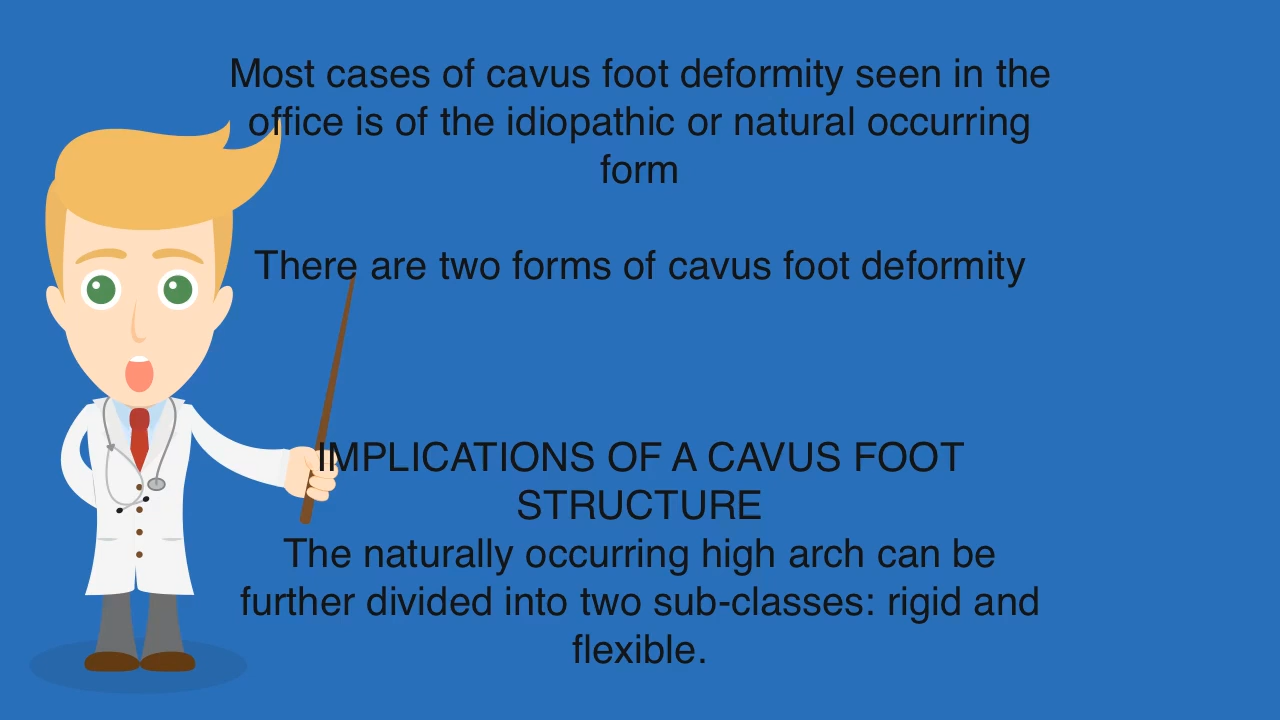 Most cases of cavus foot deformity seen in the
office is of the idiopathic or natural occurring
form
There are two forms of cavus foot deformity
IMPLICATIONS OF A CAVUS FOOT
STRUCTURE
The naturally occurring high arch can be
further divided into two sub-classes: rigid and
flexible.